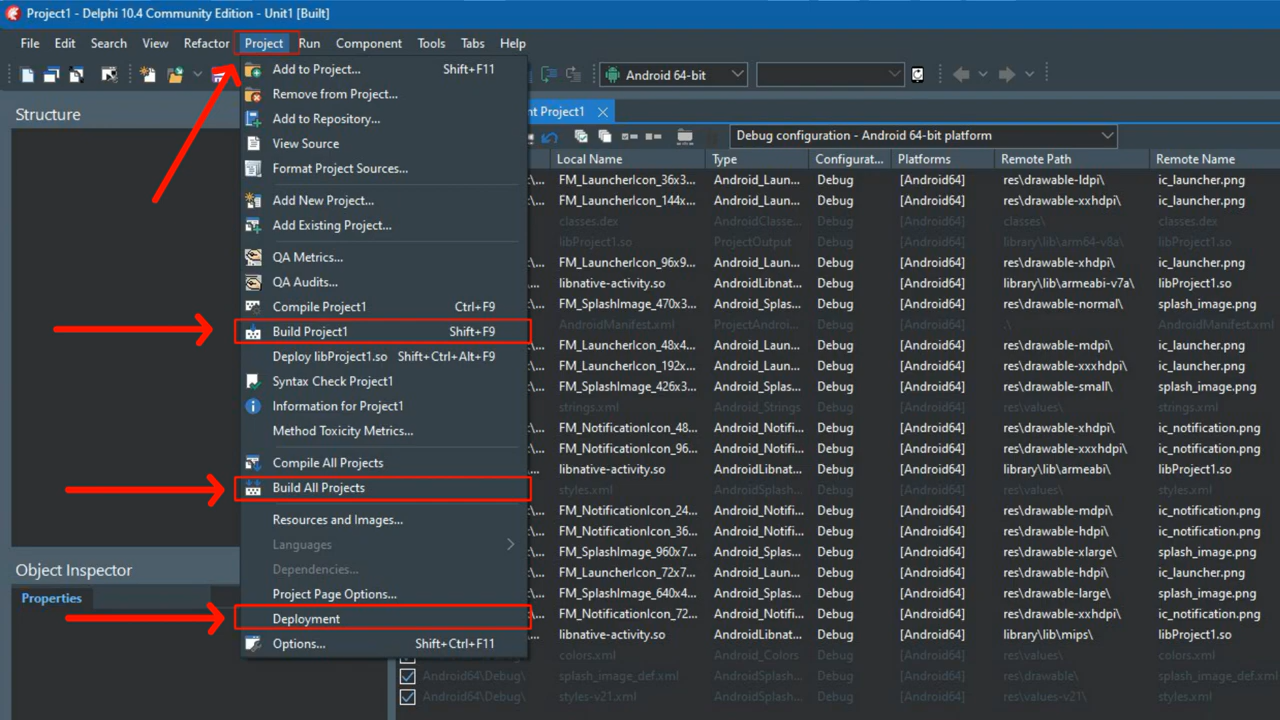 Project1 - Delphi 10.4 Community Edition - Unit1 [Built]
File Edit Search View Refactor Project Run Component Tools Tabs Help
Android 64-bit
Structure
Add to Project... Shift+F11
Remove from Project...
Add to Repository...
View Source
Format Project Sources...
Add New Project...
Add Existing Project...
QA Metrics...
QA Audits...
Compile Project1 Ctrl+F9
Build Project1 Shift+F9
Deploy libProject1.so Shift+Ctrl+Alt+F9
Syntax Check Project1
Information for Project1
Method Toxicity Metrics...
Compile All Projects
Build All Projects
Resources and Images...
Languages
Dependencies...
Project Page Options...
Deployment
Options... Shift+Ctrl+F11
Object Inspector
Properties
Project1
Debug configuration - Android 64-bit platform
Local Name Type Configurat... Platforms Remote Path Remote Name
FM_LauncherIcon_36x3... Android_Laun... Debug [Android64] res\drawable-ldpi\ ic_launcher.png
FM_LauncherIcon_144x... Android_Laun... Debug [Android64] res\drawable-xxhdpi\ ic_launcher.png
classes.dex AndroidClasse... Debug [Android64] classes\ classes.dex
libProject1.so ProjectOutput Debug [Android64] library\lib\arm64-v8a\ libProject1.so
FM_LauncherIcon_96x9... Android_Laun... Debug [Android64] res\drawable-xhdpi\ ic_launcher.png
libnative-activity.so AndroidLibnat... Debug [Android64] library\lib\armeabi-v7a\ libProject1.so
FM_SplashImage_470x3... Android_Splas... Debug [Android64] res\drawable-normal\ splash_image.png
AndroidManifest.xml ProjectAndroi... Debug [Android64] .\ AndroidManifest.xml
FM_LauncherIcon_48x4... Android_Laun... Debug [Android64] res\drawable-mdpi\ ic_launcher.png
FM_LauncherIcon_192x... Android_Laun... Debug [Android64] res\drawable-xxxhdpi\ ic_launcher.png
FM_SplashImage_426x3... Android_Splas... Debug [Android64] res\drawable-small\ splash_image.png
strings.xml Android_Strings Debug [Android64] res\values\ strings.xml
FM_NotificationIcon_48... Android_Notifi... Debug [Android64] res\drawable-xhdpi\ ic_notification.png
FM_NotificationIcon_96... Android_Notifi... Debug [Android64] res\drawable-xxxhdpi\ ic_notification.png
libnative-activity.so AndroidLibnat... Debug [Android64] library\lib\armeabi\ libProject1.so
styles.xml AndroidSplash... Debug [Android64] res\values\ styles.xml
FM_NotificationIcon_24... Android_Notifi... Debug [Android64] res\drawable-mdpi\ ic_notification.png
FM_NotificationIcon_36... Android_Notifi... Debug [Android64] res\drawable-hdpi\ ic_notification.png
FM_SplashImage_960x7... Android_Splas... Debug [Android64] res\drawable-xlarge\ splash_image.png
FM_LauncherIcon_72x7... Android_Laun... Debug [Android64] res\drawable-hdpi\ ic_launcher.png
FM_SplashImage_640x4... Android_Splas... Debug [Android64] res\drawable-large\ splash_image.png
FM_NotificationIcon_72... Android_Notifi... Debug [Android64] res\drawable-xxhdpi\ ic_notification.png
libnative-activity.so AndroidLibnat... Debug [Android64] library\lib\mips\ libProject1.so
colors.xml Android_Colors Debug [Android64] res\values\ colors.xml
Android64\Debug\ splash_image_def.xml AndroidSplash... Debug [Android64] res\drawable\ splash_image_def.xml
Android64\Debug\ styles-v21.xml AndroidSplash... Debug [Android64] res\values-v21\ styles.xml